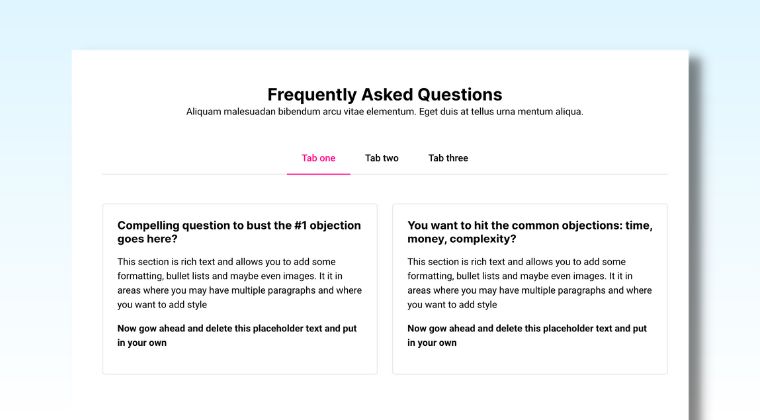 Frequently Asked Questions
Aliquam malesuadan bibendum arcu vitae elementum. Eget duis at tellus urna mentum aliqua.
Tab one Tab two Tab three
Compelling question to bust the #1 objection
goes here?
This section is rich text and allows you to add some
formatting, bullet lists and maybe even images. It it in
areas where you may have multiple paragraphs and where
you want to add style
Now gow ahead and delete this placeholder text and put
in your own
You want to hit the common objections: time,
money, complexity?
This section is rich text and allows you to add some
formatting, bullet lists and maybe even images. It it in
areas where you may have multiple paragraphs and where
you want to add style
Now gow ahead and delete this placeholder text and put
in your own